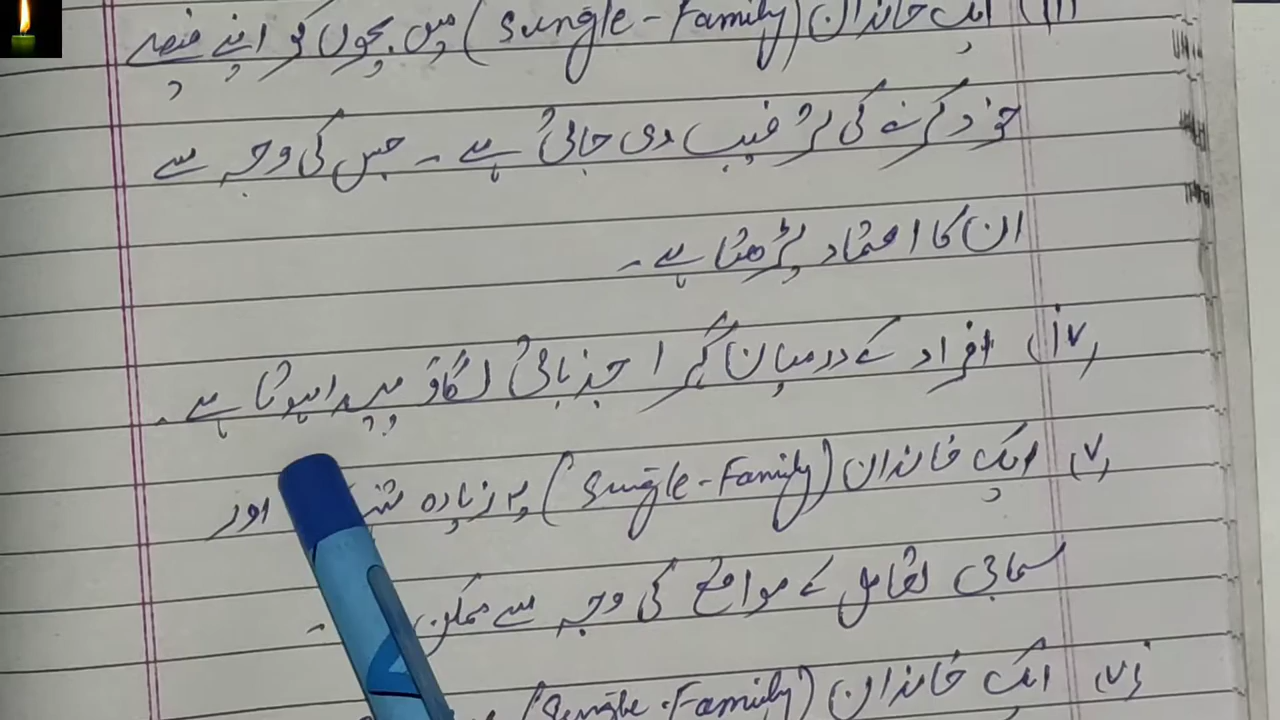 ایک خاندان (Single-Family) میں بچوں کو اپنے فیصلے
خود کرنے کی ترغیب دی جاتی ہے۔ جس کی وجہ سے
ان کا اعتماد بڑھتا ہے۔
iv) افراد کے درمیان گہرا جذباتی لگاؤ پیدا ہوتا ہے۔
v) ایک خاندان (Single-Family) پر زیادہ اور
سماجی تعامل کے مواقع کی وجہ سے ممکن
vi) ایک خاندان (Single-Family)